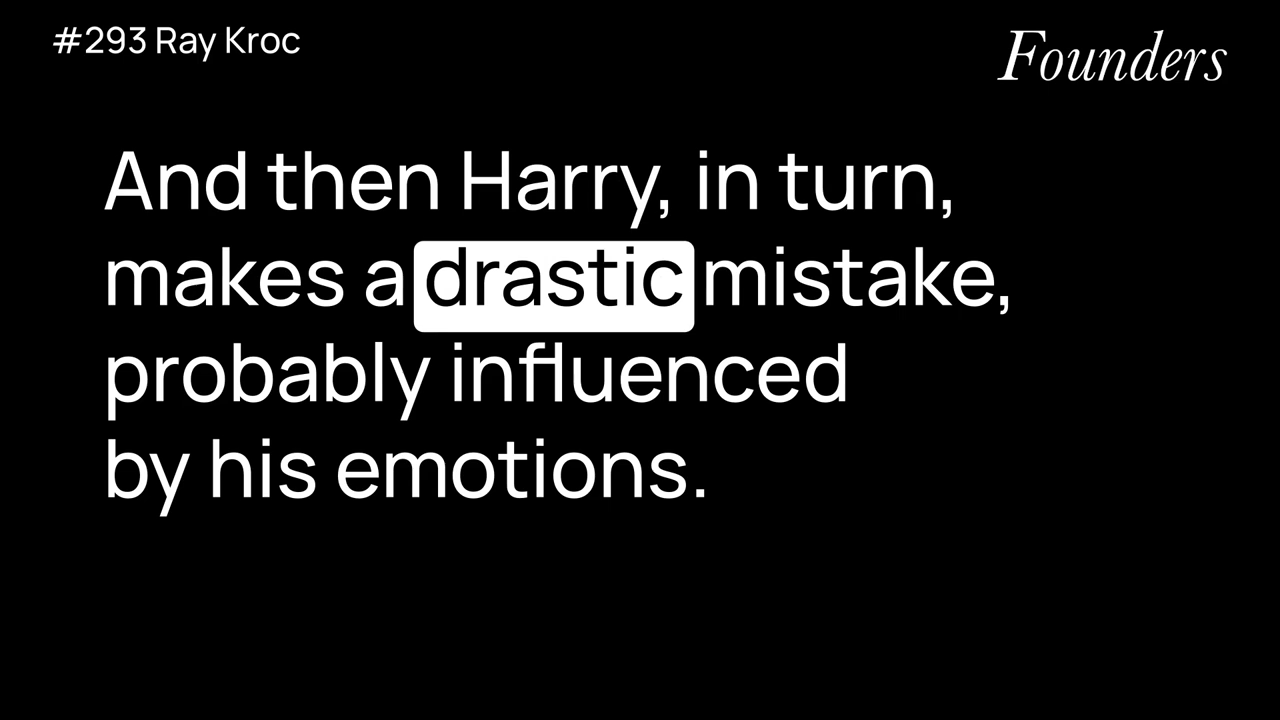 #293 Ray Kroc
Founders
And then Harry, in turn,
makes a drastic mistake,
probably influenced
by his emotions.